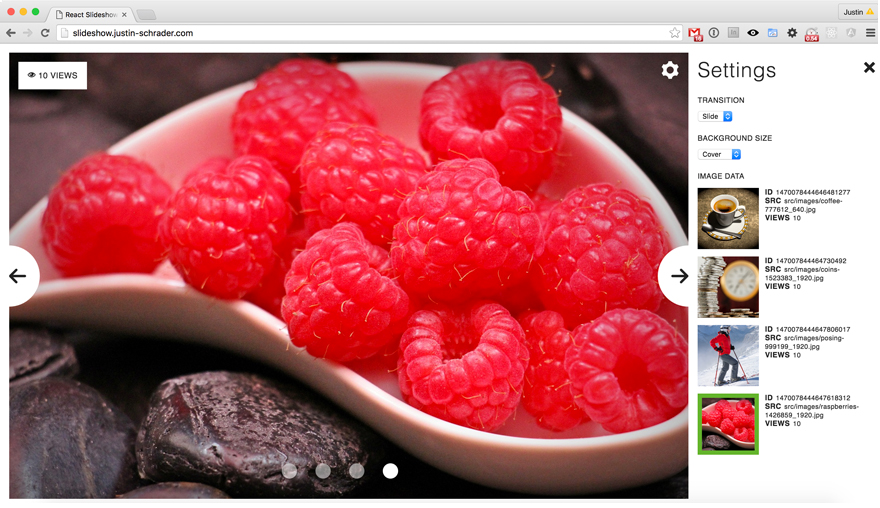 React Slideshow
Justin
slideshow.justin-schrader.com
10 VIEWS
Settings
TRANSITION
Slide
BACKGROUND SIZE
Cover
IMAGE DATA
ID 1470078444646481277
SRC src/images/coffee-
777612_640.jpg
VIEWS 10
ID 147007844464730492
SRC src/images/coins-
1523383_1920.jpg
VIEWS 10
ID 1470078444647806017
SRC src/images/posing-
999199_1920.jpg
VIEWS 10
ID 1470078444647618312
SRC src/images/raspberries-
1426859_1920.jpg
VIEWS 10